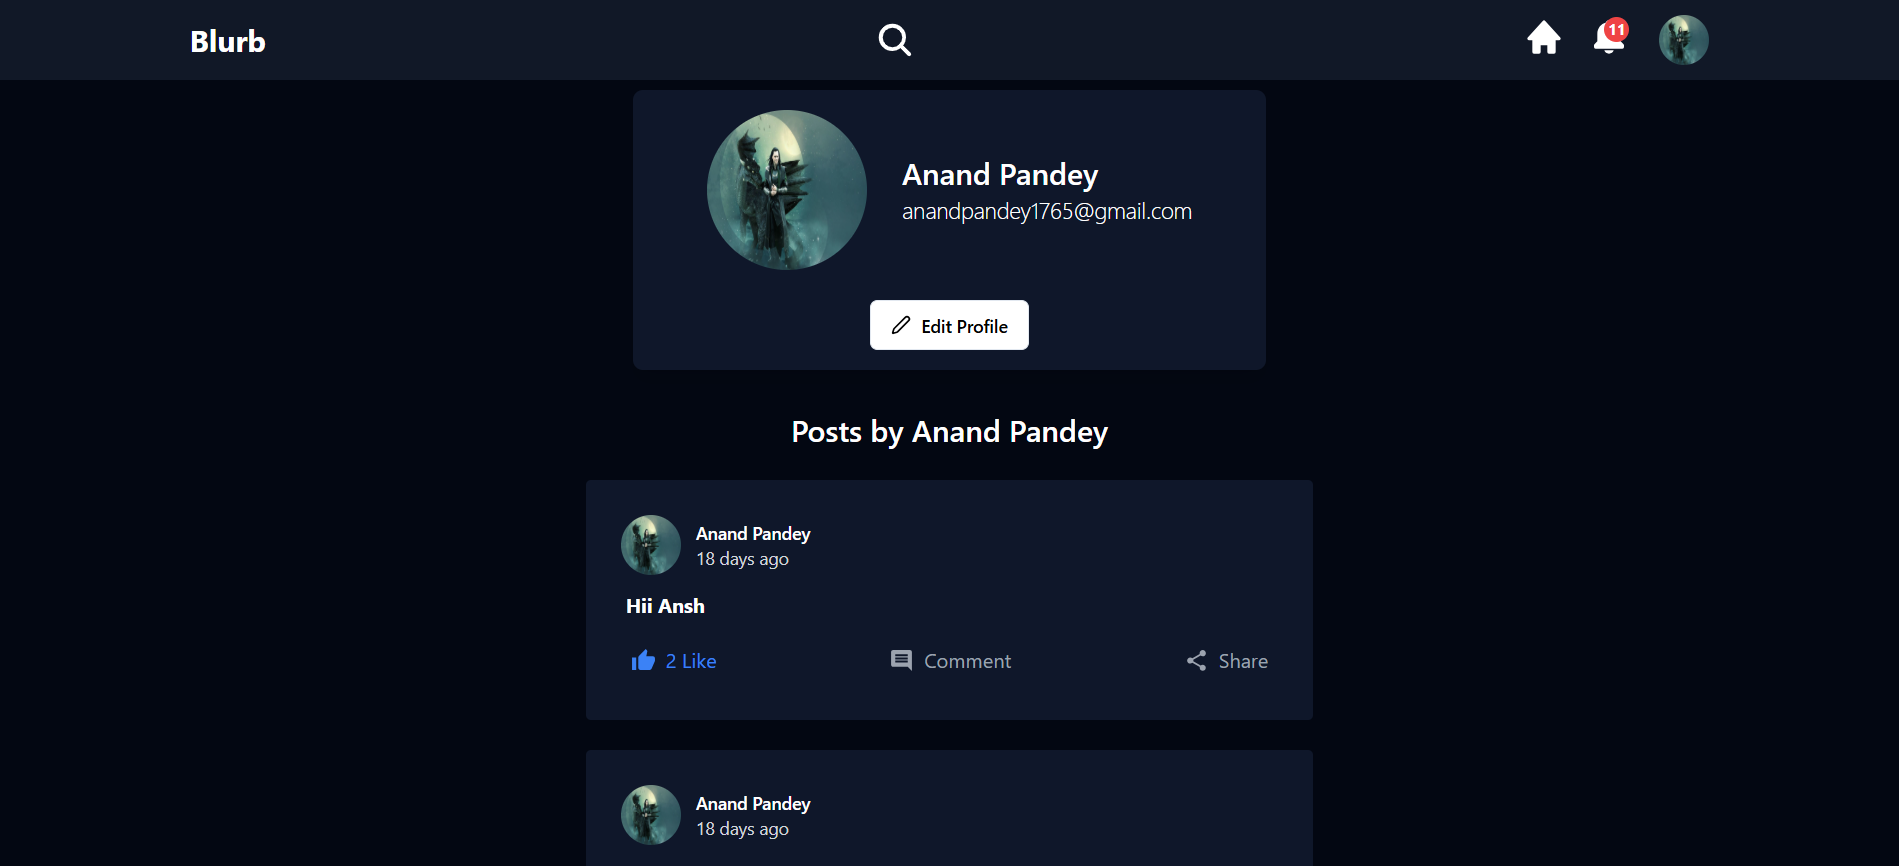 Blurb
11
Anand Pandey
anandpandey1765@gmail.com
Edit Profile
Posts by Anand Pandey
Anand Pandey
18 days ago
Hii Ansh
2 Like
Comment
Share
Anand Pandey
18 days ago